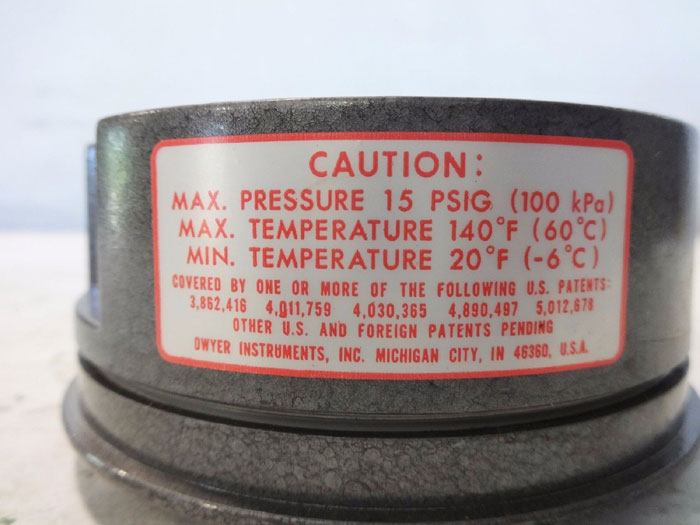 CAUTION:
MAX. PRESSURE 15 PSIG (100 kPa)
MAX. TEMPERATURE 140°F (60°C)
MIN. TEMPERATURE 20°F (-6°C)
COVERED BY ONE OR MORE OF THE FOLLOWING U.S. PATENTS:
3,862,416 4,011,759 4,030,365 4,890,497 5,012,678
OTHER U.S. AND FOREIGN PATENTS PENDING
DWYER INSTRUMENTS, INC. MICHIGAN CITY, IN 46360, U.S.A.